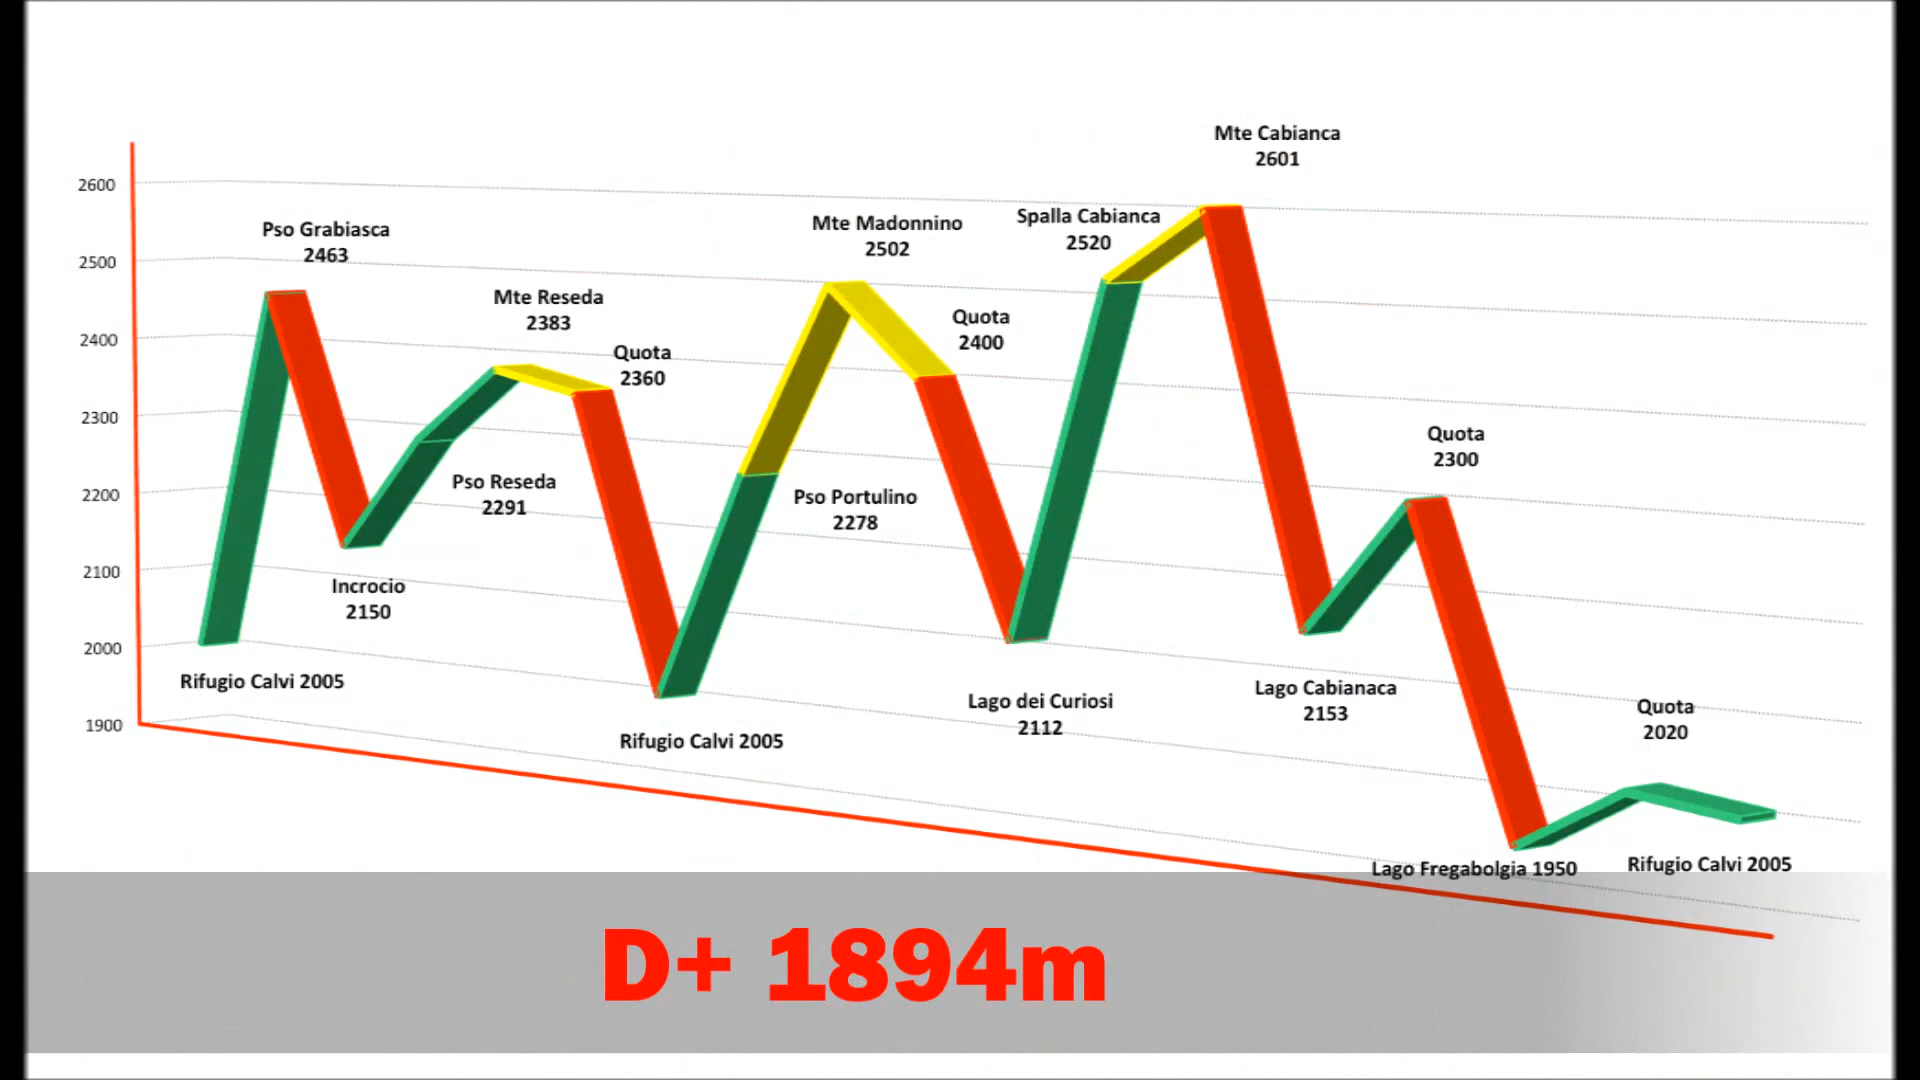 Mte Cabianca
2601
2600
Spalla Cabianca
2520
Mte Madonnino
2502
Pso Grabiasca
2463
2500
Mte Reseda
2383
Quota
2400
2400
Quota
2360
2300
Quota
2300
Pso Reseda
2291
2200
Pso Portulino
2278
2100
Incrocio
2150
2000
Rifugio Calvi 2005
Lago dei Curiosi
2112
Lago Cabianaca
2153
Quota
2020
1900
Rifugio Calvi 2005
Lago Fregabolgia 1950
Rifugio Calvi 2005
D+ 1894m